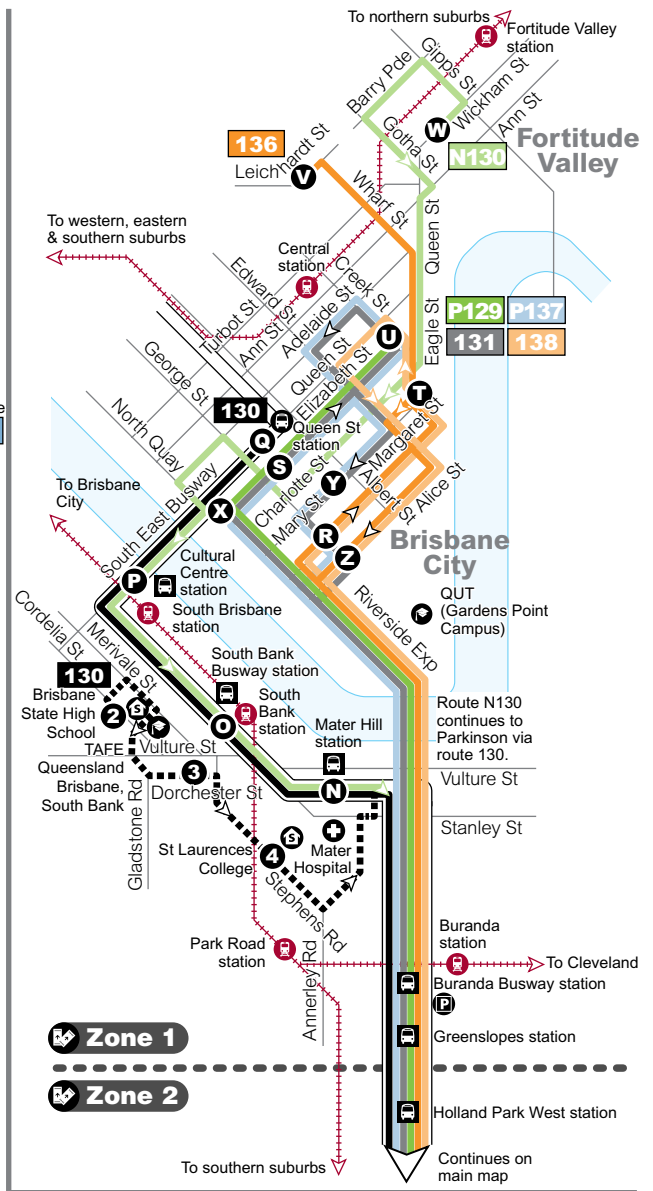 To northern suburbs
Fortitude Valley
station
Gipps St
Barry Pde
Wickham St
Ann St
W
Gotha St
136
N130
Fortitude
Valley
Leichhardt St
V
Wharf St
To western, eastern
& southern suburbs
Queen St
Central
station
Edward St
Creek St
Turbot St
Ann St
Adelaide St
Eagle St
P129
P137
131
138
George St
Queen St
U
Elizabeth St
T
130
North Quay
Q
Queen St
station
Margaret St
S
Charlotte St
Y
Albert St
Alice St
To Brisbane
City
South East Busway
X
Mary St
R
Z
Brisbane
City
P
Cultural
Centre
station
Riverside Exp
QUT
(Gardens Point
Campus)
South Brisbane
station
Cordelia St
Merivale St
130
South Bank
Busway station
Brisbane
State High
School
2
S
South
Bank
station
O
Route N130
continues to
Parkinson via
route 130.
Mater Hill
station
TAFE
Queensland
Brisbane,
South Bank
Vulture St
Vulture St
3
Dorchester St
N
Gladstone Rd
Stanley St
S
St Laurences
College
4
Mater
Hospital
Stephens Rd
Park Road
station
Annerley Rd
Buranda
station
To Cleveland
Buranda Busway station
P
Zone 1
Greenslopes station
Zone 2
Holland Park West station
To southern suburbs
Continues on
main map